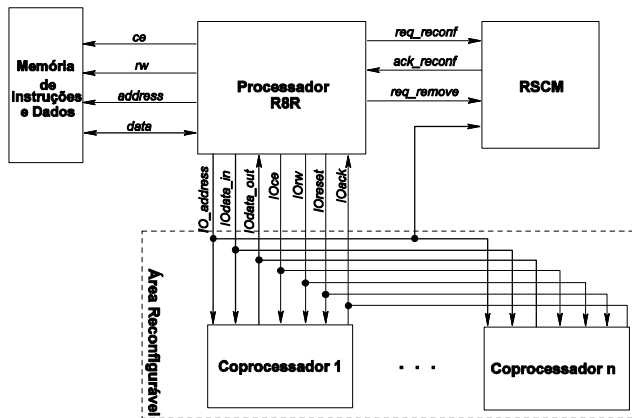 ce
rw
address
data
Memória
de
Instruções
e Dados
Processador
R8R
req_reconf
ack_reconf
req_remove
RSCM
IO_address
IOdata_in
IOdata_out
IOce
IOrw
IOreset
IOack
Área Reconfigurável
Coprocessador 1
. . .
Coprocessador n